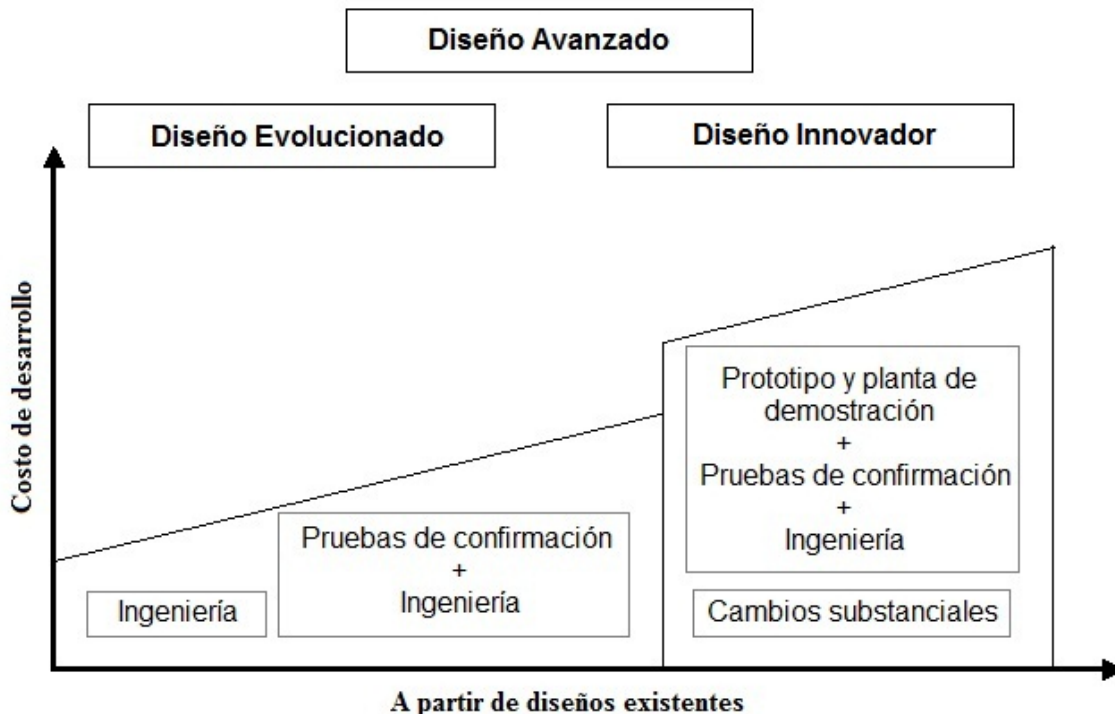 Diseño Avanzado
Diseño Evolucionado
Diseño Innovador
Costo de desarrollo
Prototipo y planta de
demostración
+
Pruebas de confirmación
+
Ingeniería
Pruebas de confirmación
+
Ingeniería
Ingeniería
Cambios substanciales
A partir de diseños existentes